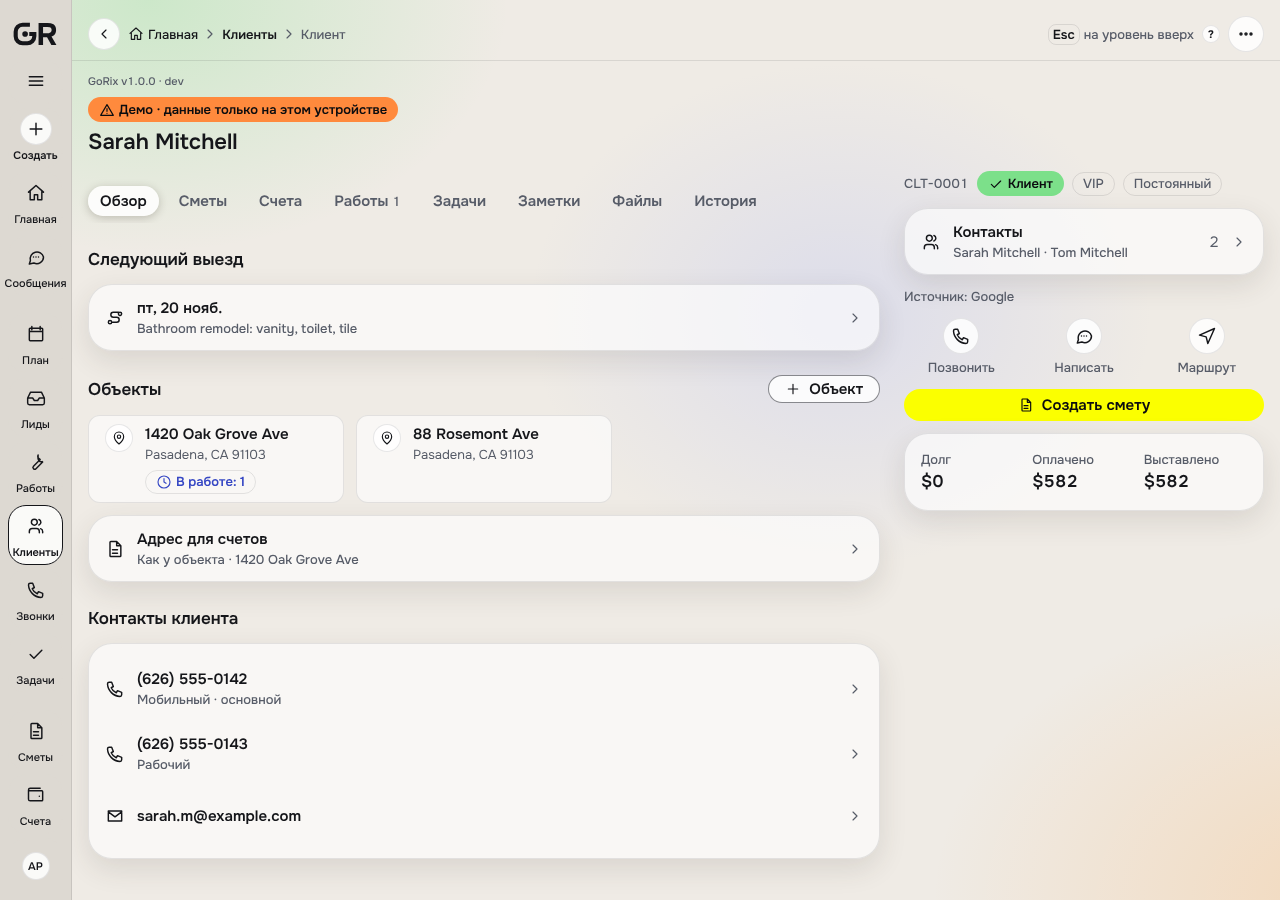 GR
Создать
Главная
Сообщения
План
Лиды
Работы
Клиенты
Звонки
Задачи
Сметы
Счета
AP
Главная
Клиенты
Клиент
Esc на уровень вверх ?
GoRix v1.0.0 · dev
Демо · данные только на этом устройстве
Sarah Mitchell
Обзор Сметы Счета Работы 1 Задачи Заметки Файлы История
Следующий выезд
пт, 20 нояб.
Bathroom remodel: vanity, toilet, tile
Объекты
Объект
1420 Oak Grove Ave
Pasadena, CA 91103
В работе: 1
88 Rosemont Ave
Pasadena, CA 91103
Адрес для счетов
Как у объекта · 1420 Oak Grove Ave
Контакты клиента
(626) 555-0142
Мобильный · основной
(626) 555-0143
Рабочий
sarah.m@example.com
CLT-0001 Клиент VIP Постоянный
Контакты
Sarah Mitchell · Tom Mitchell
2
Источник: Google
Позвонить Написать Маршрут
Создать смету
Долг Оплачено Выставлено
$0 $582 $582